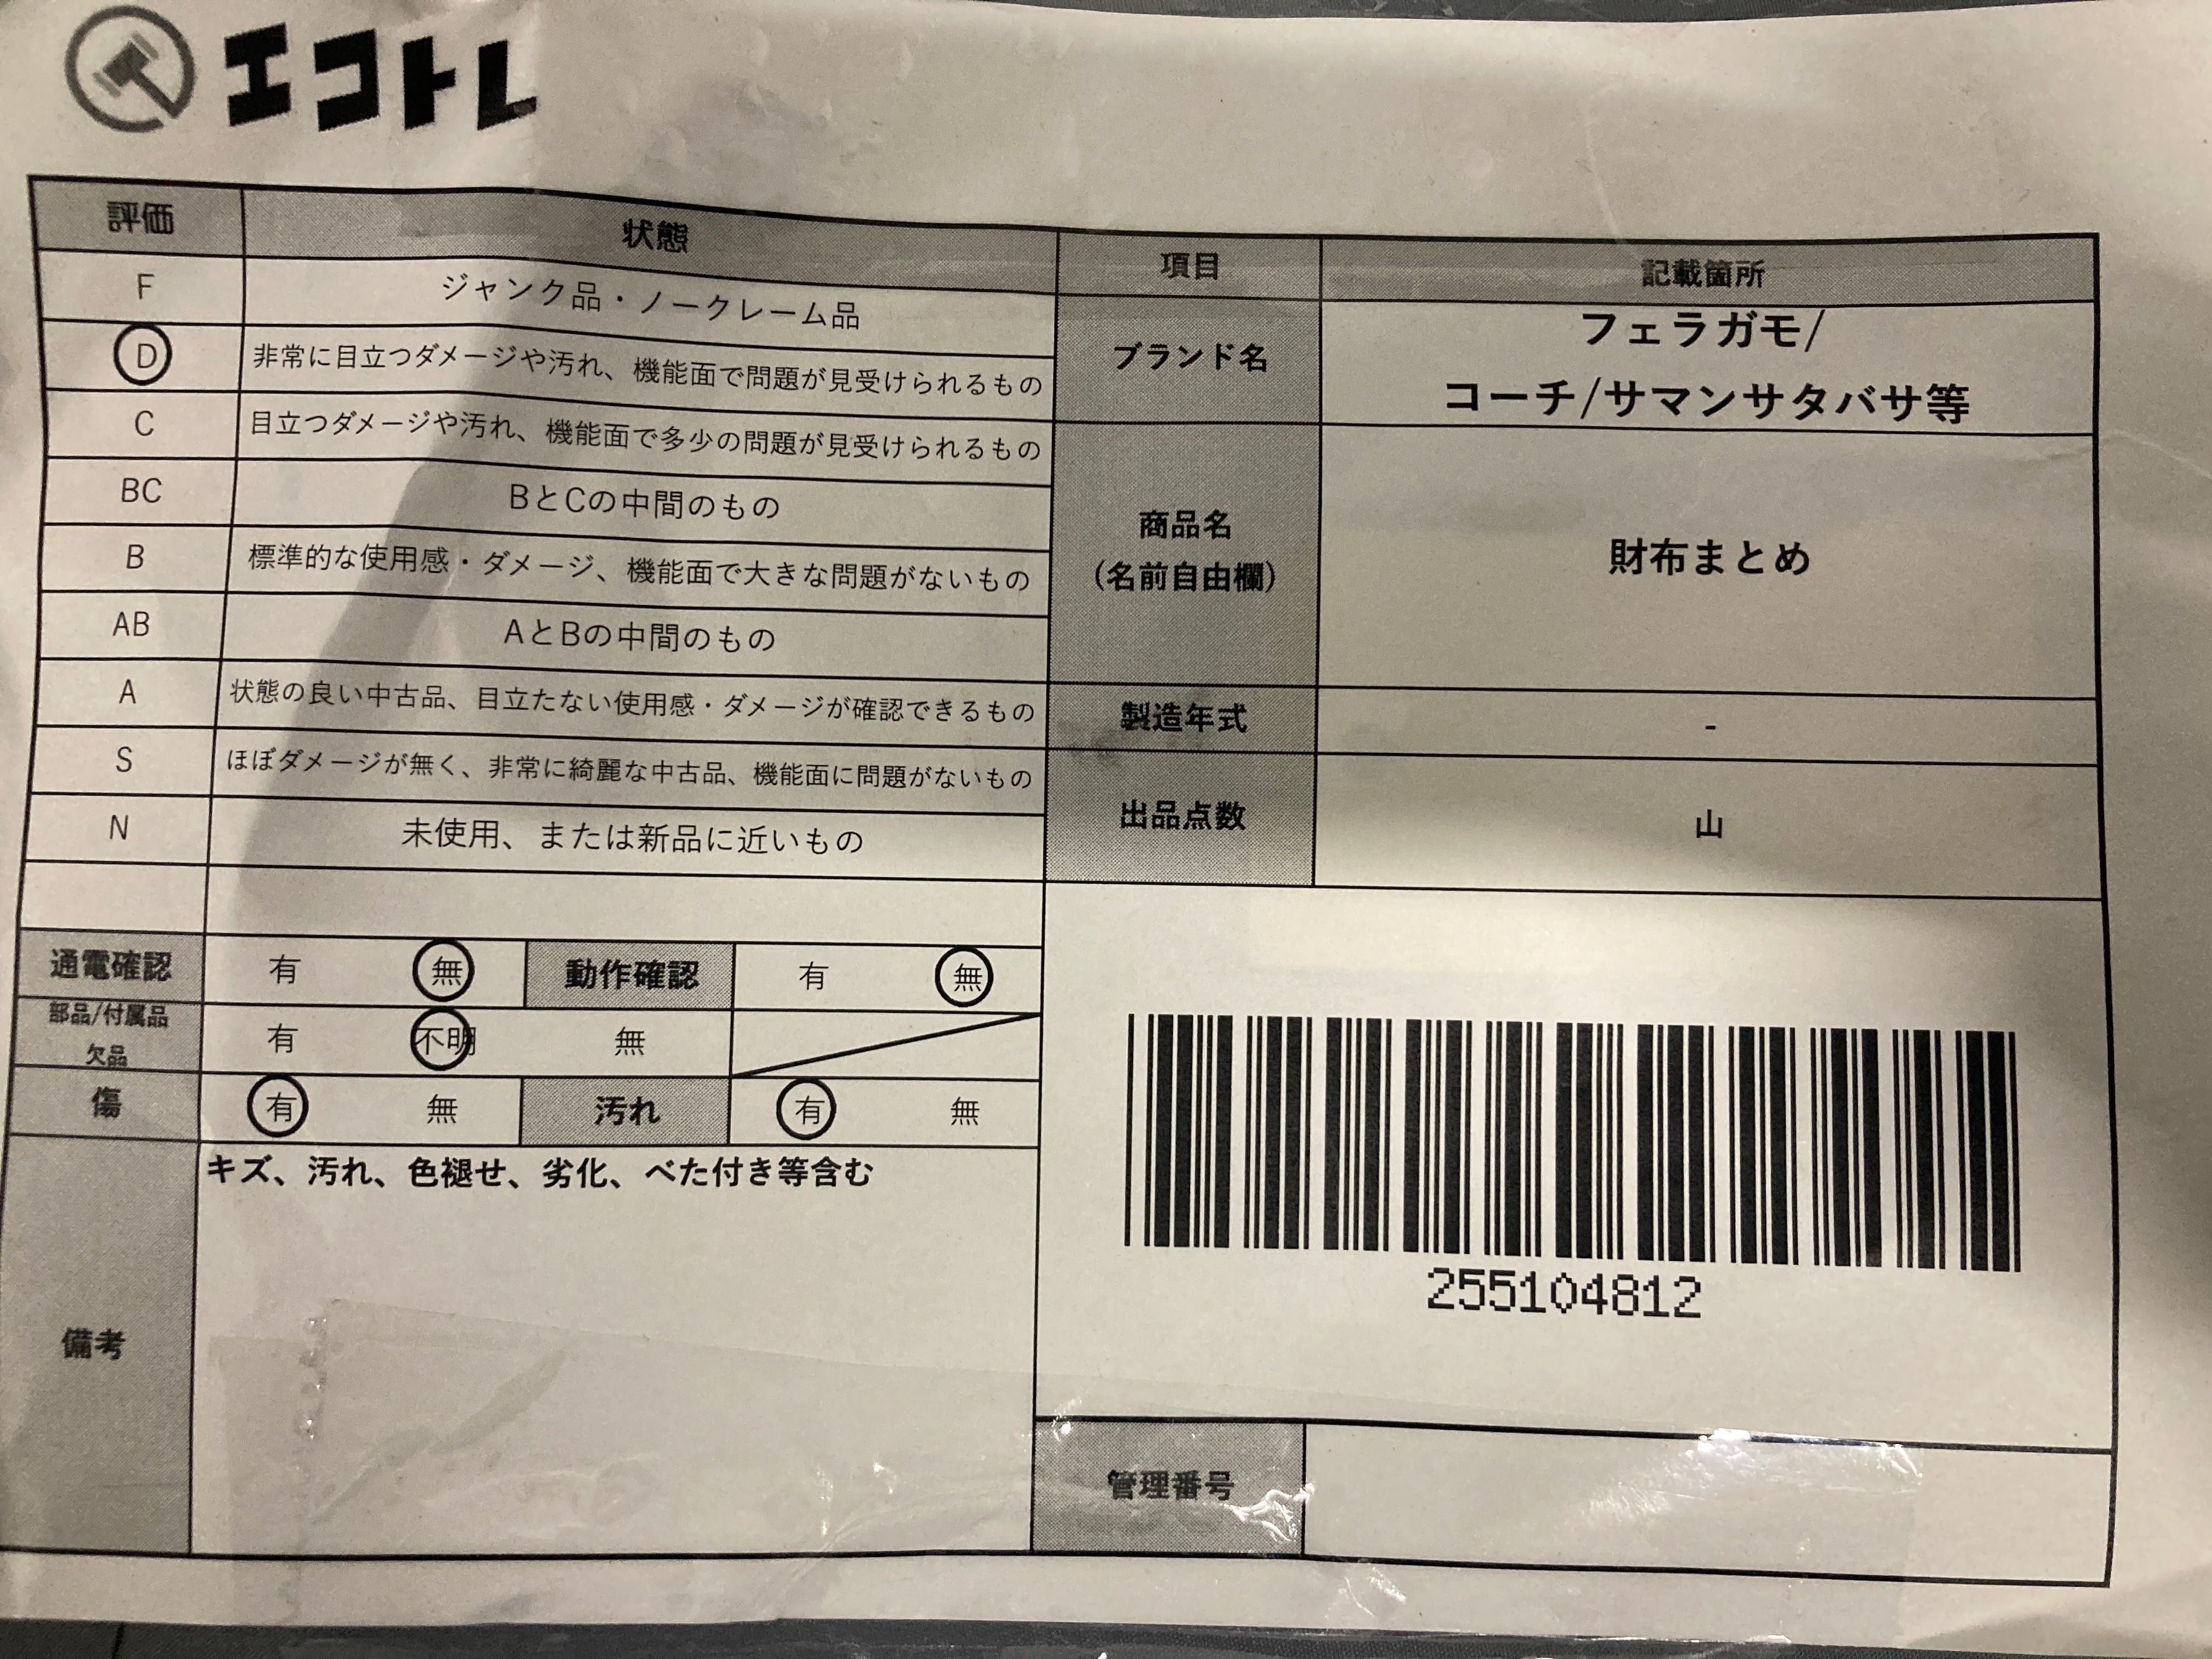 エコトレ
評価 状態
F ジャンク品・ノークレーム品
D 非常に目立つダメージや汚れ、機能面で問題が見受けられるもの
C 目立つダメージや汚れ、機能面で多少の問題が見受けられるもの
BC BとCの中間のもの
B 標準的な使用感・ダメージ、機能面で大きな問題がないもの
AB AとBの中間のもの
A 状態の良い中古品、目立たない使用感・ダメージが確認できるもの
S ほぼダメージが無く、非常に綺麗な中古品、機能面に問題がないもの
N 未使用、または新品に近いもの
通電確認 有 無 動作確認 有 無
部品/付属品
欠品
有 不明 無
傷 有 無 汚れ 有 無
備考
キズ、汚れ、色褪せ、劣化、べた付き等含む
項目 記載箇所
ブランド名
フェラガモ/
コーチ/サマンサタバサ等
商品名
(名前自由欄)
財布まとめ
製造年式 -
出品点数 山
255104812
管理番号